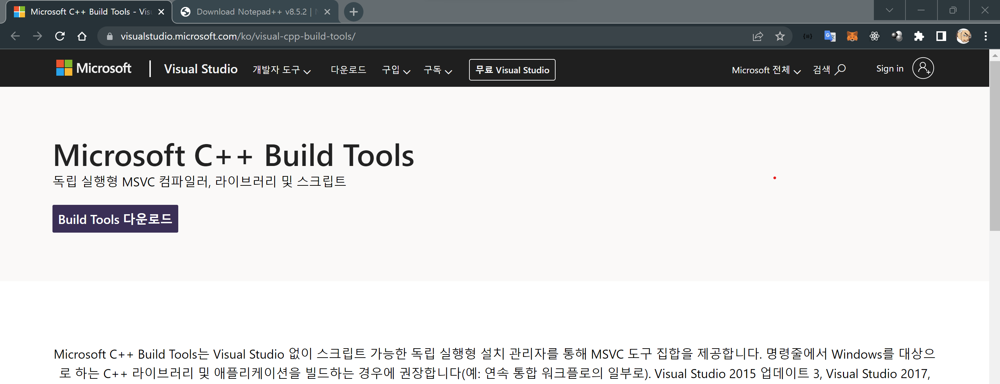 Microsoft C++ Build Tools - Vis
Download Notepad++ v8.5.2 |
visualstudio.microsoft.com/ko/visual-cpp-build-tools/
Microsoft | Visual Studio 개발자 도구 다운로드 구입 구독 무료 Visual Studio Microsoft 전체 검색 Sign in
Microsoft C++ Build Tools
독립 실행형 MSVC 컴파일러, 라이브러리 및 스크립트
Build Tools 다운로드
Microsoft C++ Build Tools는 Visual Studio 없이 스크립트 가능한 독립 실행형 설치 관리자를 통해 MSVC 도구 집합을 제공합니다. 명령줄에서 Windows를 대상으
로 하는 C++ 라이브러리 및 애플리케이션을 빌드하는 경우에 권장합니다(예: 연속 통합 워크플로의 일부로). Visual Studio 2015 업데이트 3, Visual Studio 2017,